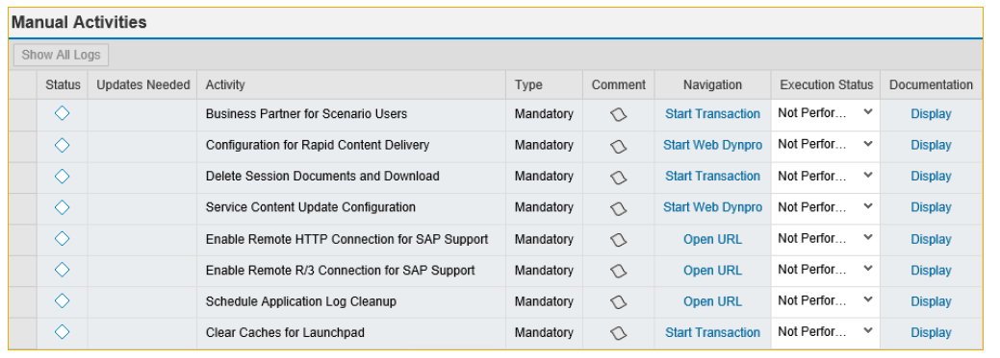 Manual Activities
Show All Logs
Status Updates Needed Activity Type Comment Navigation Execution Status Documentation
Business Partner for Scenario Users Mandatory Start Transaction Not Perfor... Display
Configuration for Rapid Content Delivery Mandatory Start Web Dynpro Not Perfor... Display
Delete Session Documents and Download Mandatory Start Transaction Not Perfor... Display
Service Content Update Configuration Mandatory Start Web Dynpro Not Perfor... Display
Enable Remote HTTP Connection for SAP Support Mandatory Open URL Not Perfor... Display
Enable Remote R/3 Connection for SAP Support Mandatory Open URL Not Perfor... Display
Schedule Application Log Cleanup Mandatory Open URL Not Perfor... Display
Clear Caches for Launchpad Mandatory Start Transaction Not Perfor... Display